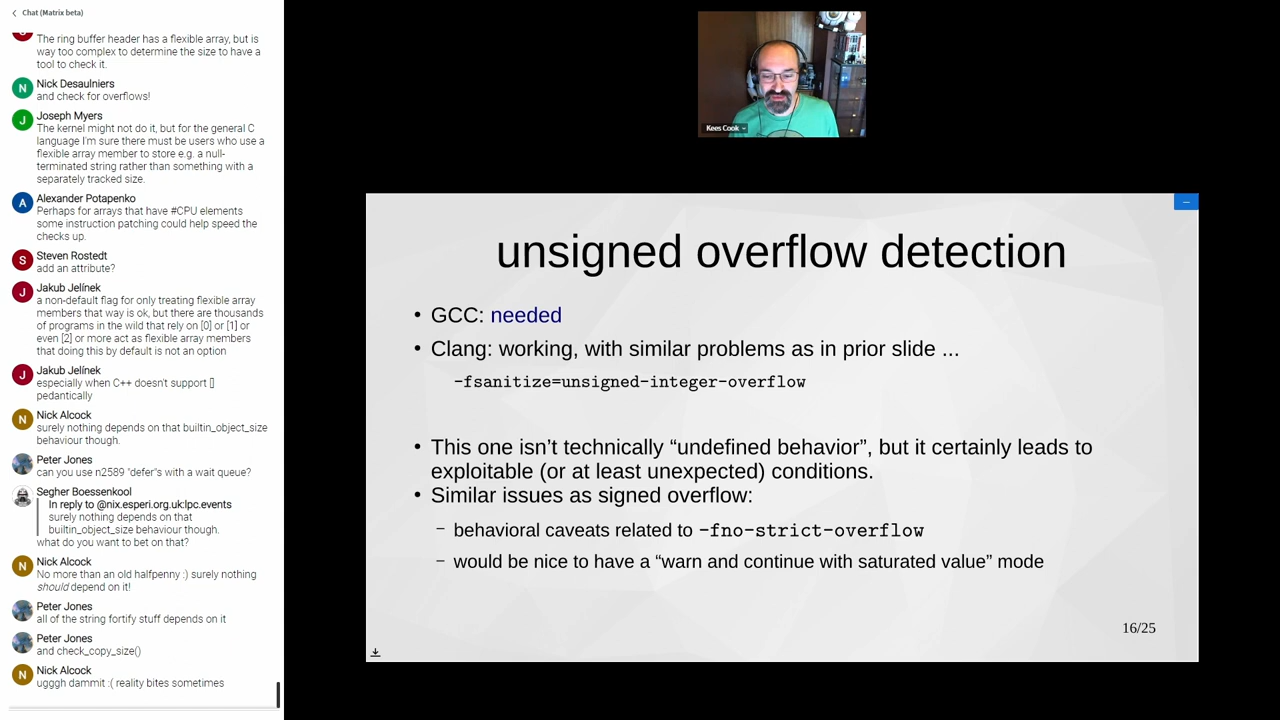 Chat (Matrix beta)
The ring buffer header has a flexible array, but is
way too complex to determine the size to have a
tool to check it.
N
Nick Desaulniers
and check for overflows!
J
Joseph Myers
The kernel might not do it, but for the general C
language I'm sure there must be users who use a
flexible array member to store e.g. a null-
terminated string rather than something with a
separately tracked size.
A
Alexander Potapenko
Perhaps for arrays that have #CPU elements
some instruction patching could help speed the
checks up.
S
Steven Rostedt
add an attribute?
J
Jakub Jelínek
a non-default flag for only treating flexible array
members that way is ok, but there are thousands
of programs in the wild that rely on [0] or [1] or
even [2] or more act as flexible array members
that doing this by default is not an option
J
Jakub Jelínek
especially when C++ doesn't support []
pedantically
N
Nick Alcock
surely nothing depends on that builtin_object_size
behaviour though.
Peter Jones
can you use n2589 "defer"s with a wait queue?
Segher Boessenkool
In reply to @nix.esperi.org.uk:lpc.events
surely nothing depends on that
builtin_object_size behaviour though.
what do you want to bet on that?
N
Nick Alcock
No more than an old halfpenny :) surely nothing
should depend on it!
Peter Jones
all of the string fortify stuff depends on it
Peter Jones
and check_copy_size()
N
Nick Alcock
ugggh dammit :( reality bites sometimes
Kees Cook
unsigned overflow detection
• GCC: needed
• Clang: working, with similar problems as in prior slide ...
-fsanitize=unsigned-integer-overflow
• This one isn't technically “undefined behavior”, but it certainly leads to
exploitable (or at least unexpected) conditions.
• Similar issues as signed overflow:
– behavioral caveats related to -fno-strict-overflow
– would be nice to have a “warn and continue with saturated value” mode
16/25